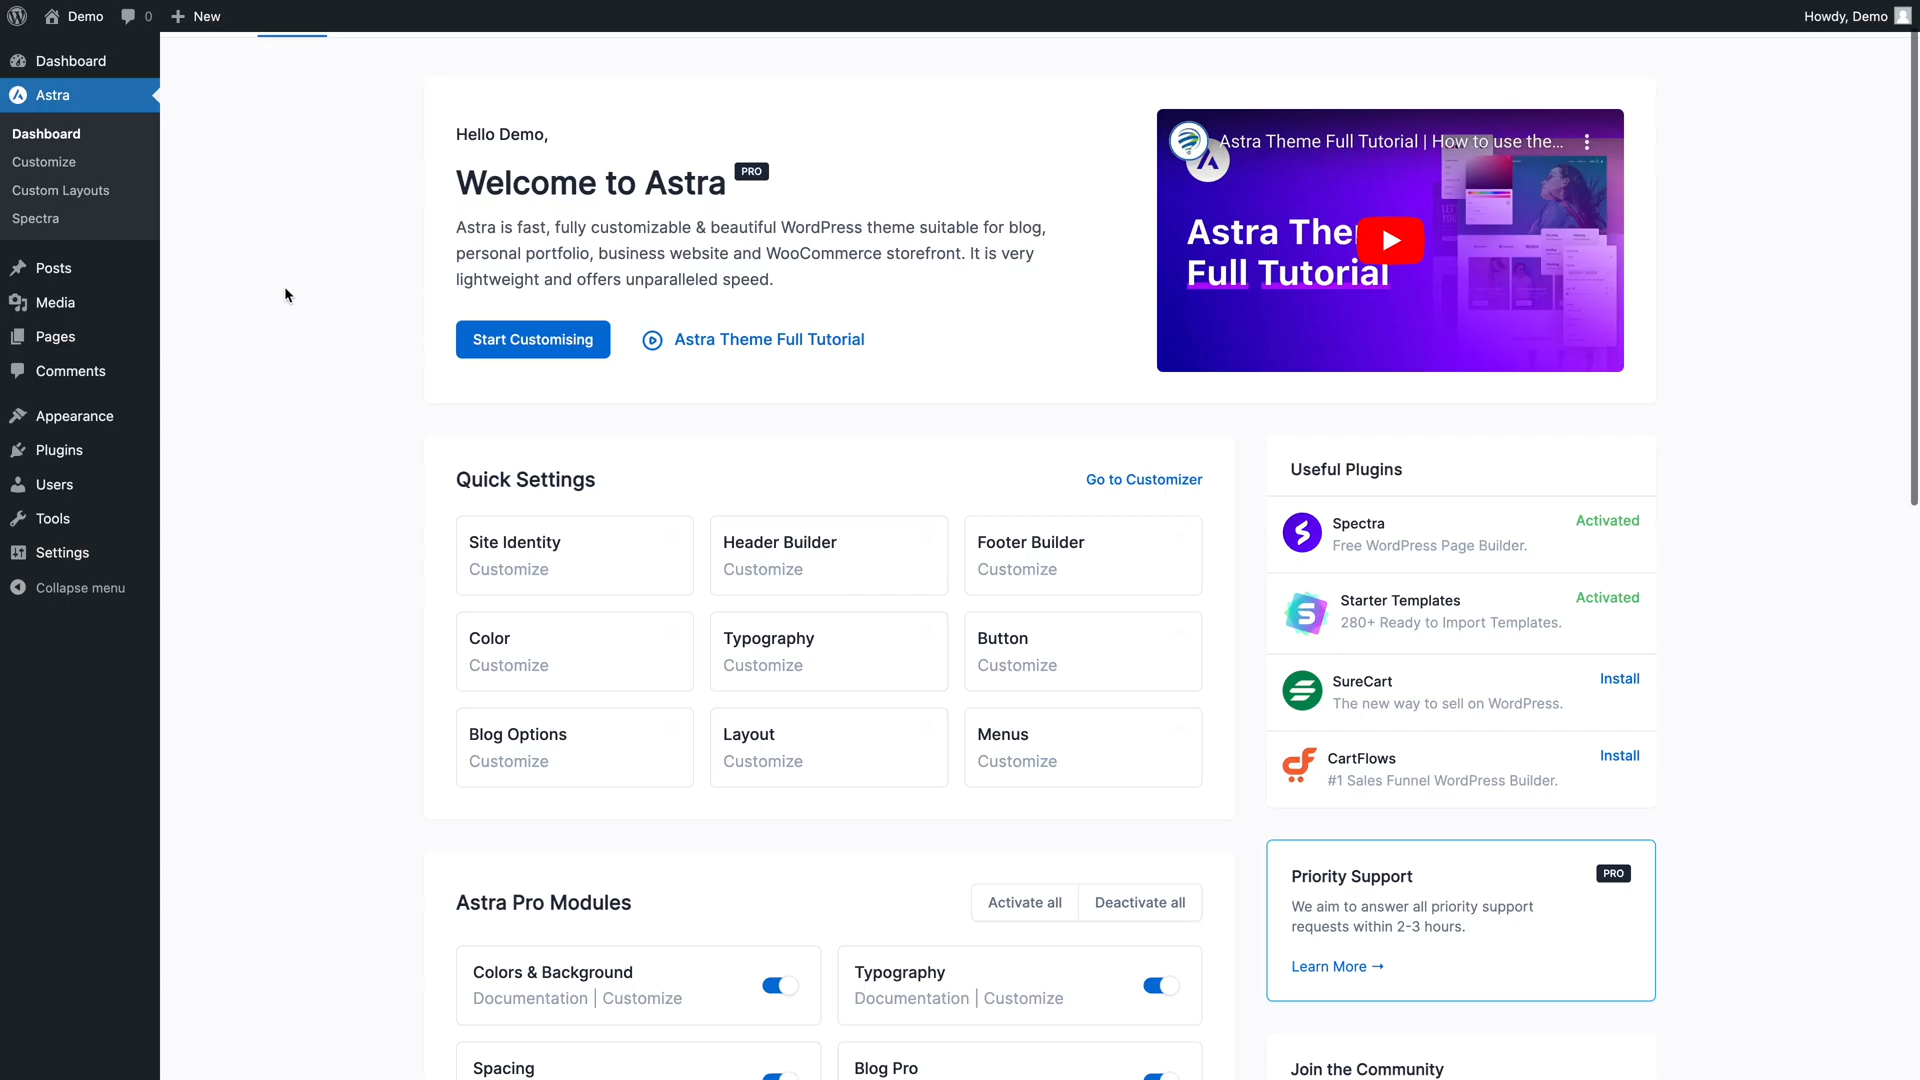 Demo
0
New
Howdy, Demo
Dashboard
Astra
Dashboard
Customize
Custom Layouts
Spectra
Posts
Media
Pages
Comments
Appearance
Plugins
Users
Tools
Settings
Collapse menu
Hello Demo,
Welcome to Astra PRO
Astra is fast, fully customizable & beautiful WordPress theme suitable for blog,
personal portfolio, business website and WooCommerce storefront. It is very
lightweight and offers unparalleled speed.
Start Customising
Astra Theme Full Tutorial
Astra Theme Full Tutorial | How to use the...
Astra The
Full Tutorial
Quick Settings
Go to Customizer
Site Identity
Customize
Header Builder
Customize
Footer Builder
Customize
Color
Customize
Typography
Customize
Button
Customize
Blog Options
Customize
Layout
Customize
Menus
Customize
Useful Plugins
Spectra
Activated
Free WordPress Page Builder.
Starter Templates
Activated
280+ Ready to Import Templates.
SureCart
Install
The new way to sell on WordPress.
CartFlows
Install
#1 Sales Funnel WordPress Builder.
Astra Pro Modules
Activate all
Deactivate all
Colors & Background
Documentation | Customize
Typography
Documentation | Customize
Spacing
Blog Pro
Priority Support
PRO
We aim to answer all priority support
requests within 2-3 hours.
Learn More →
Join the Community